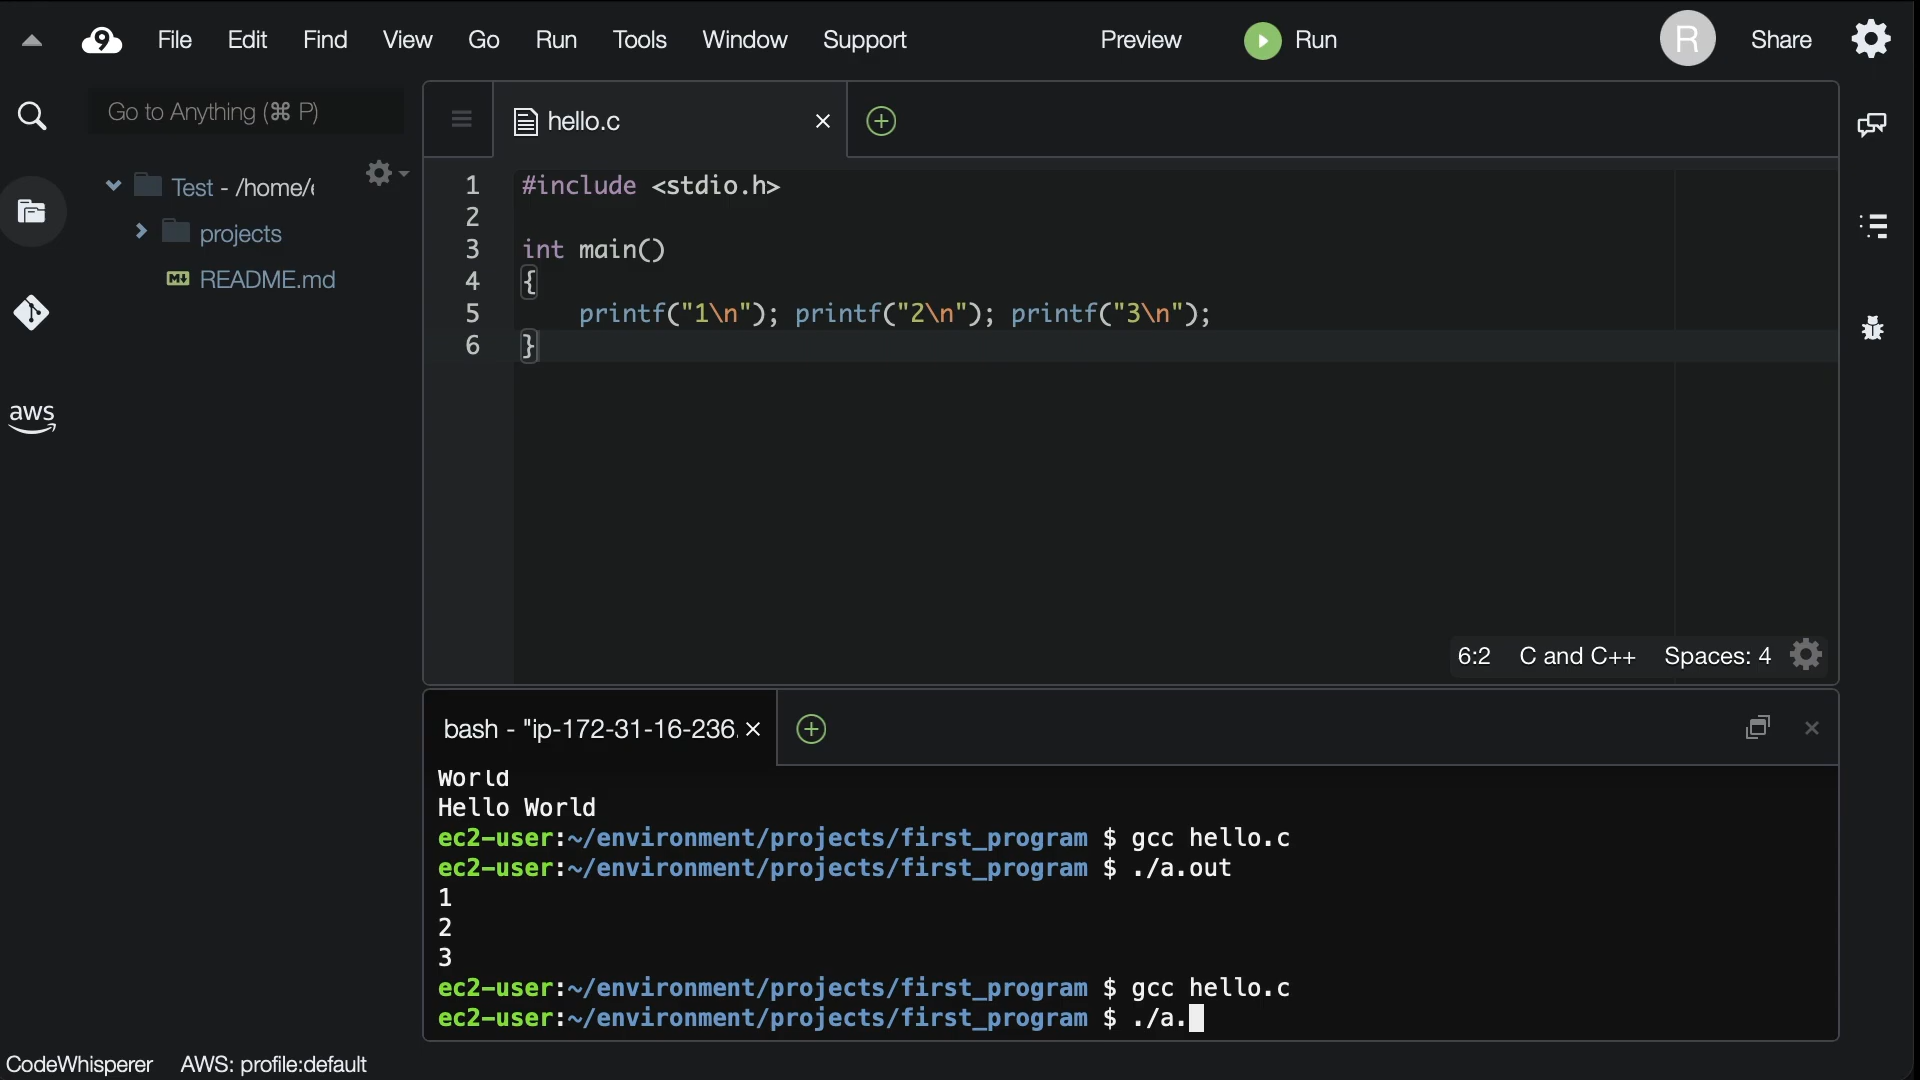 9 File Edit Find View Go Run Tools Window Support Preview Run R Share
Go to Anything (⌘ P)
hello.c
Test - /home/
projects
M↓ README.md
aws
1 #include <stdio.h>
2
3 int main()
4 {
5     printf("1\n"); printf("2\n"); printf("3\n");
6 }
6:2 C and C++ Spaces: 4
bash - "ip-172-31-16-236.
World
Hello World
ec2-user:~/environment/projects/first_program $ gcc hello.c
ec2-user:~/environment/projects/first_program $ ./a.out
1
2
3
ec2-user:~/environment/projects/first_program $ gcc hello.c
ec2-user:~/environment/projects/first_program $ ./a.
CodeWhisperer AWS: profile:default